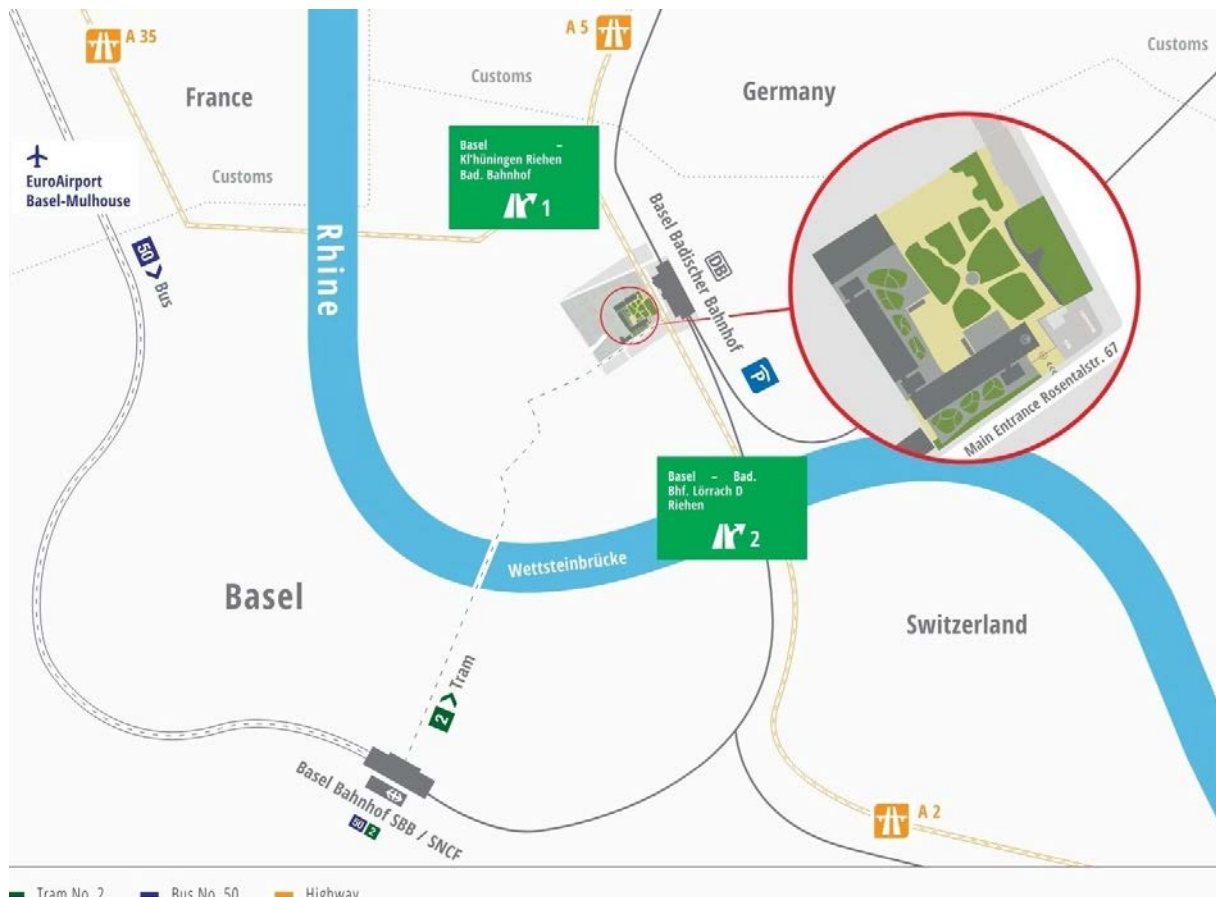 A 35
A 5
Customs
Customs
France
Germany
Basel –
Kl'hüningen Riehen
Bad. Bahnhof
1
EuroAirport
Basel-Mulhouse
Customs
50
Bus
Rhine
Basel Badischer Bahnhof
DB
P
Main Entrance Rosentalstr. 67
Basel – Bad.
Bhf. Lörrach D
Riehen
2
Wettsteinbrücke
Basel
Switzerland
2
Tram
Basel Bahnhof SBB / SNCF
50 2
A 2
Tram No. 2
Bus No. 50
Highway